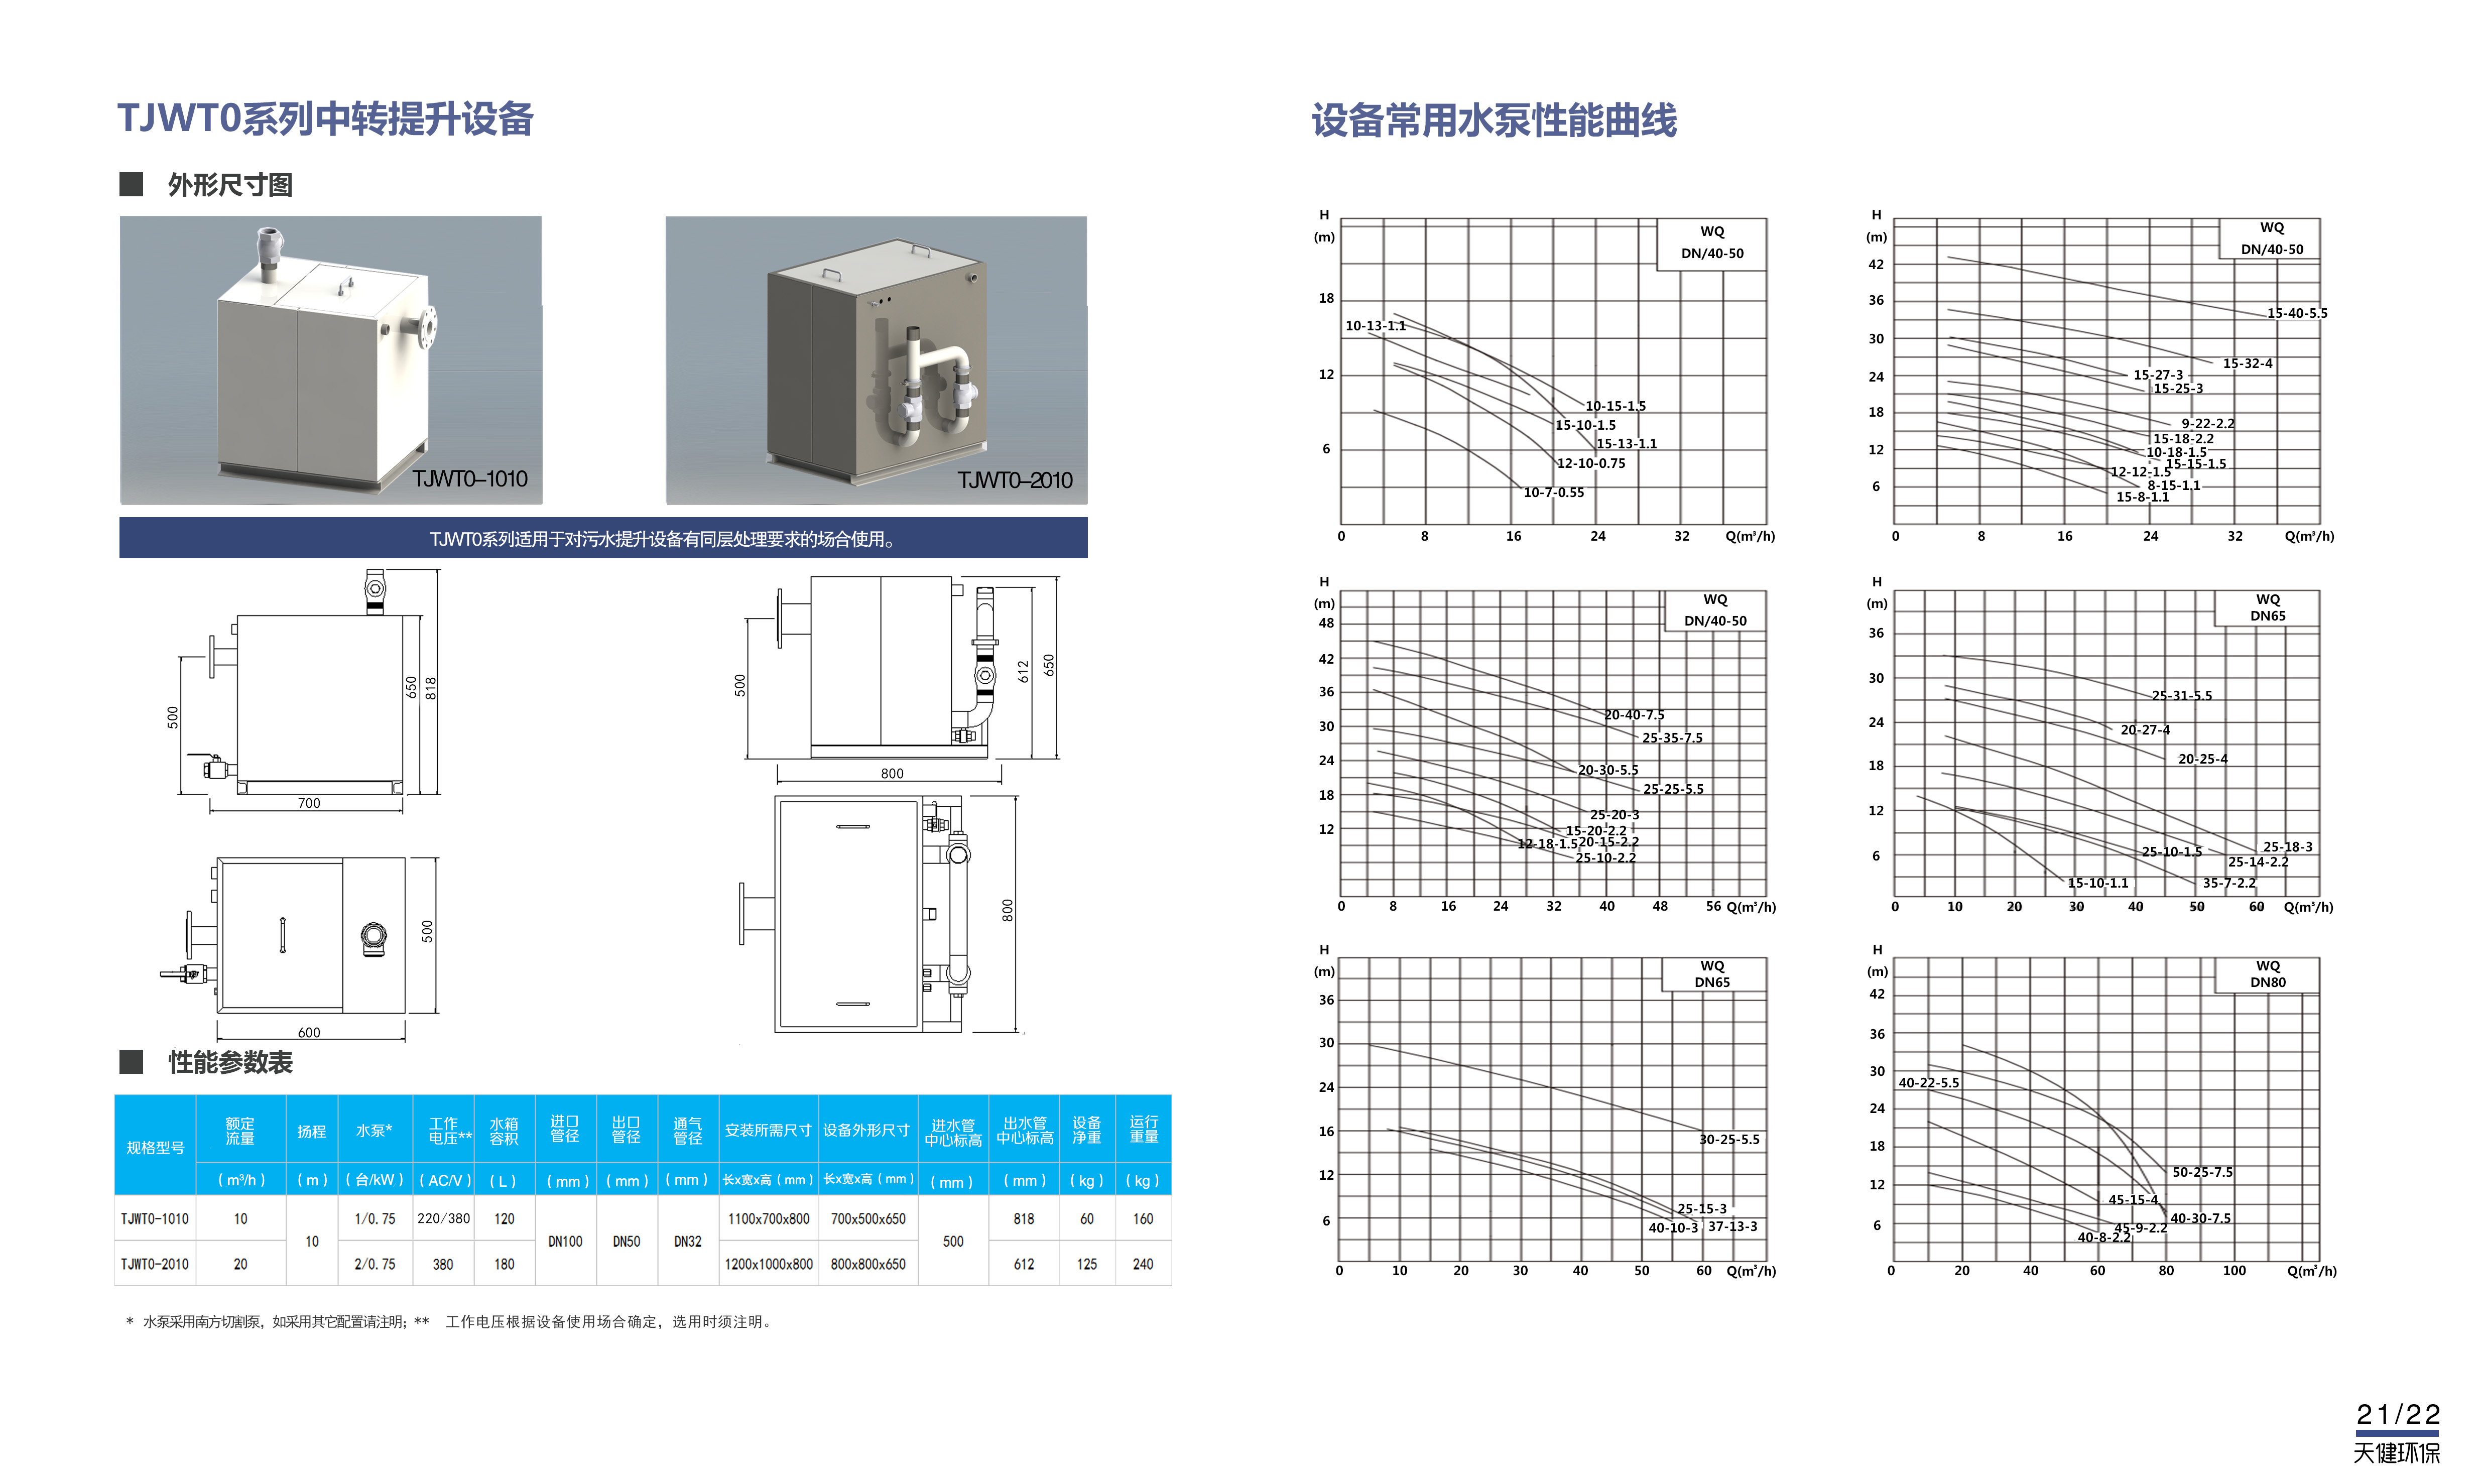 TJWT0系列中转提升设备
外形尺寸图
TJWT0-1010
TJWT0-2010
TJWT0系列适用于对污水提升设备有同层处理要求的场合使用。
500
650
818
700
500
612
650
800
500
600
800
性能参数表
规格型号 额定流量 扬程 水泵* 工作电压** 水箱容积 进口管径 出口管径 通气管径 安装所需尺寸 设备外形尺寸 进水管中心标高 出水管中心标高 设备净重 运行重量
(m³/h) (m) (台/kW) (AC/V) (L) (mm) (mm) (mm) 长x宽x高(mm) 长x宽x高(mm) (mm) (mm) (kg) (kg)
TJWT0-1010 10 10 1/0.75 220/380 120 DN100 DN50 DN32 1100x700x800 700x500x650 500 818 60 160
TJWT0-2010 20 2/0.75 380 180 1200x1000x800 800x800x650 612 125 240
* 水泵采用南方切割泵，如采用其它配置请注明；** 工作电压根据设备使用场合确定，选用时须注明。
设备常用水泵性能曲线
H
(m)
WQ
DN/40-50
18
12
6
10-13-1.1
10-15-1.5
15-10-1.5
15-13-1.1
12-10-0.75
10-7-0.55
0 8 16 24 32 Q(m³/h)
H
(m)
WQ
DN/40-50
42
36
30
24
18
12
6
15-40-5.5
15-32-4
15-27-3
15-25-3
9-22-2.2
15-18-2.2
10-18-1.5
15-15-1.5
12-12-1.5
8-15-1.1
15-8-1.1
0 8 16 24 32 Q(m³/h)
H
(m)
WQ
DN/40-50
48
42
36
30
24
18
12
20-40-7.5
25-35-7.5
20-30-5.5
25-25-5.5
25-20-3
15-20-2.2
12-18-1.5
20-15-2.2
25-10-2.2
0 8 16 24 32 40 48 56 Q(m³/h)
H
(m)
WQ
DN65
36
30
24
18
12
6
25-31-5.5
20-27-4
20-25-4
25-18-3
25-10-1.5
25-14-2.2
15-10-1.1
35-7-2.2
0 10 20 30 40 50 60 Q(m³/h)
H
(m)
WQ
DN65
36
30
24
16
12
6
30-25-5.5
25-15-3
40-10-3
37-13-3
0 10 20 30 40 50 60 Q(m³/h)
H
(m)
WQ
DN80
42
36
30
24
18
12
6
40-22-5.5
50-25-7.5
45-15-4
40-30-7.5
45-9-2.2
40-8-2.2
0 20 40 60 80 100 Q(m³/h)
21/22
天健环保